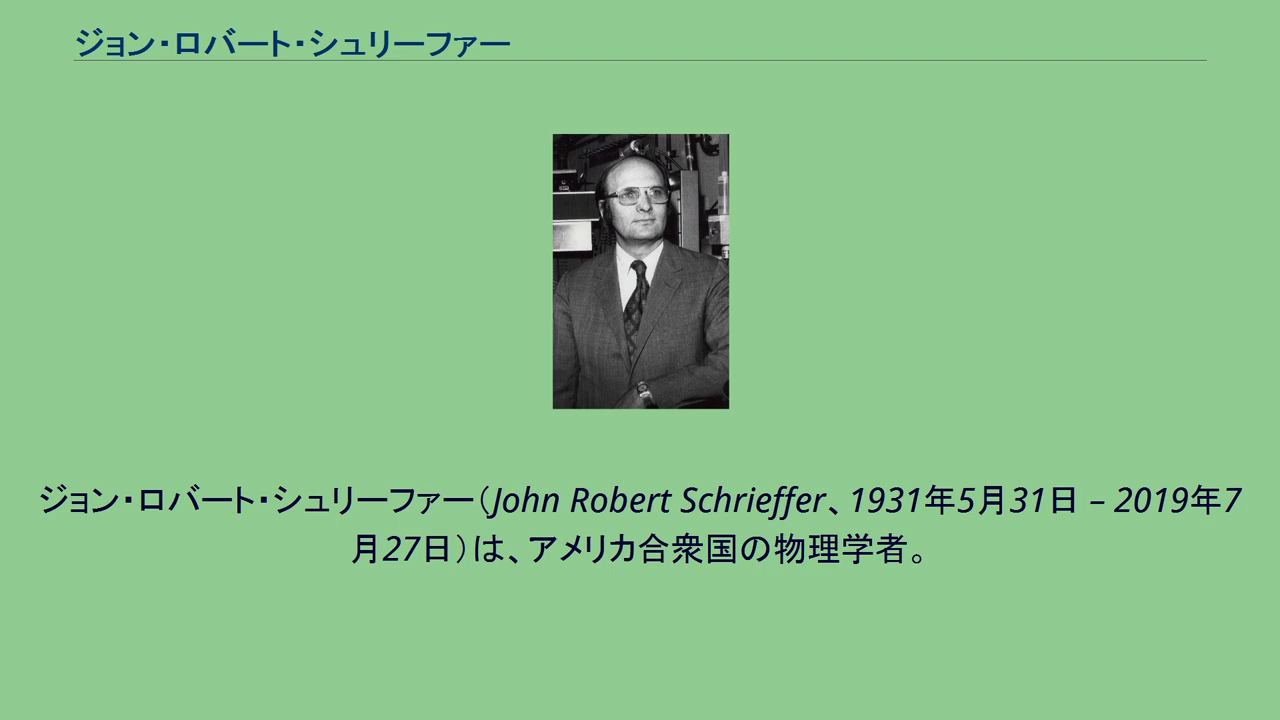 ジョン・ロバート・シュリーファー
ジョン・ロバート・シュリーファー（John Robert Schrieffer、1931年5月31日 – 2019年7
月27日）は、アメリカ合衆国の物理学者。